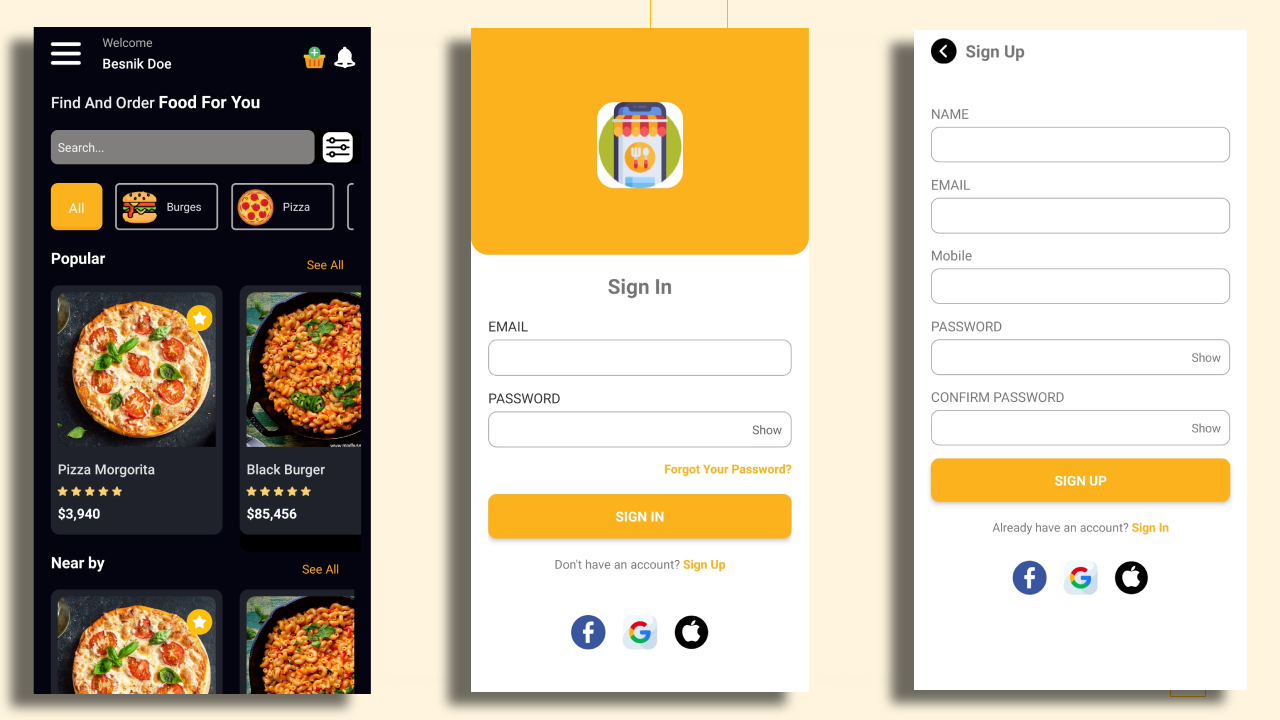 Welcome
Besnik Doe
Find And Order Food For You
Search...
All
Burges
Pizza
Popular
See All
Pizza Morgorita
$3,940
Black Burger
$85,456
Near by
See All
Sign In
EMAIL
PASSWORD
Show
Forgot Your Password?
SIGN IN
Don't have an account? Sign Up
Sign Up
NAME
EMAIL
Mobile
PASSWORD
Show
CONFIRM PASSWORD
Show
SIGN UP
Already have an account? Sign In